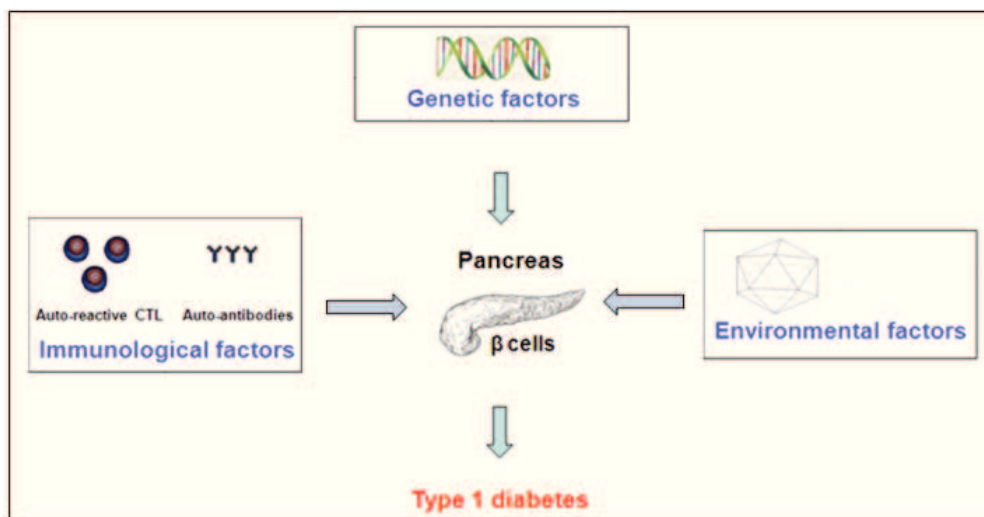 Genetic factors
Pancreas
β cells
Auto-reactive CTL
YYY
Auto-antibodies
Immunological factors
Environmental factors
Type 1 diabetes